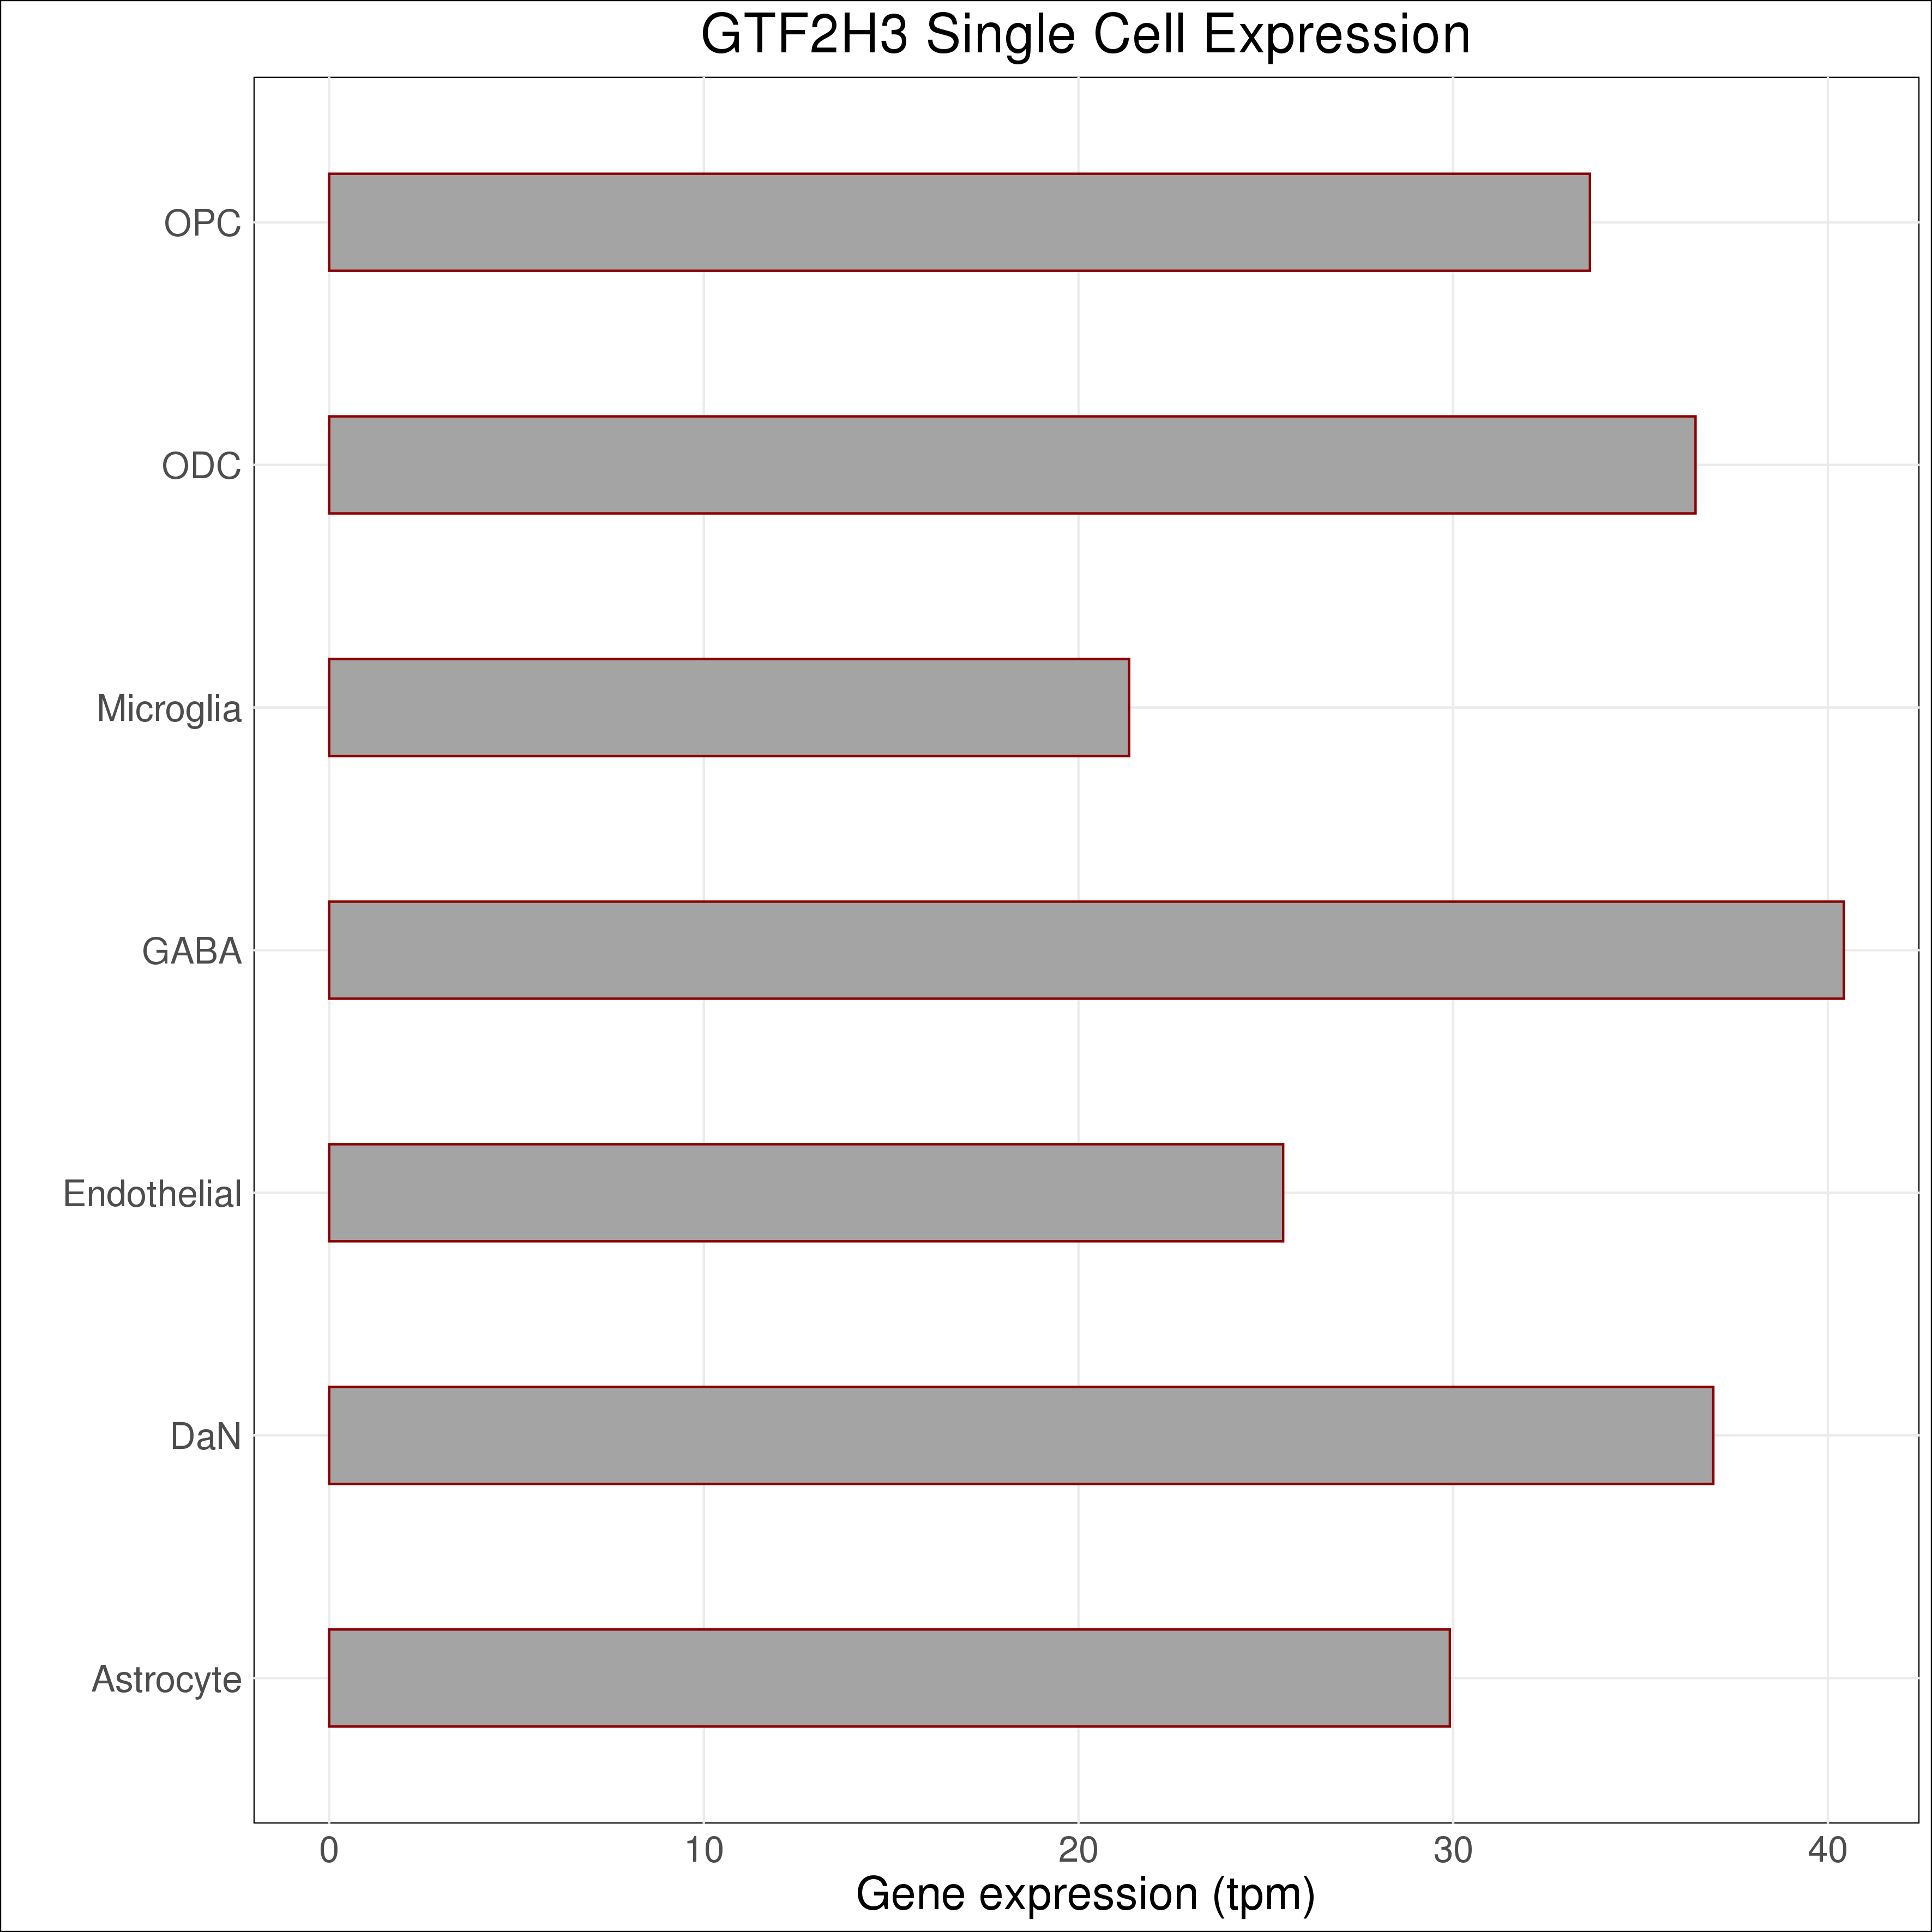 GTF2H3 Single Cell Expression
OPC
ODC
Microglia
GABA
Endothelial
DaN
Astrocyte
0 10 20 30 40
Gene expression (tpm)